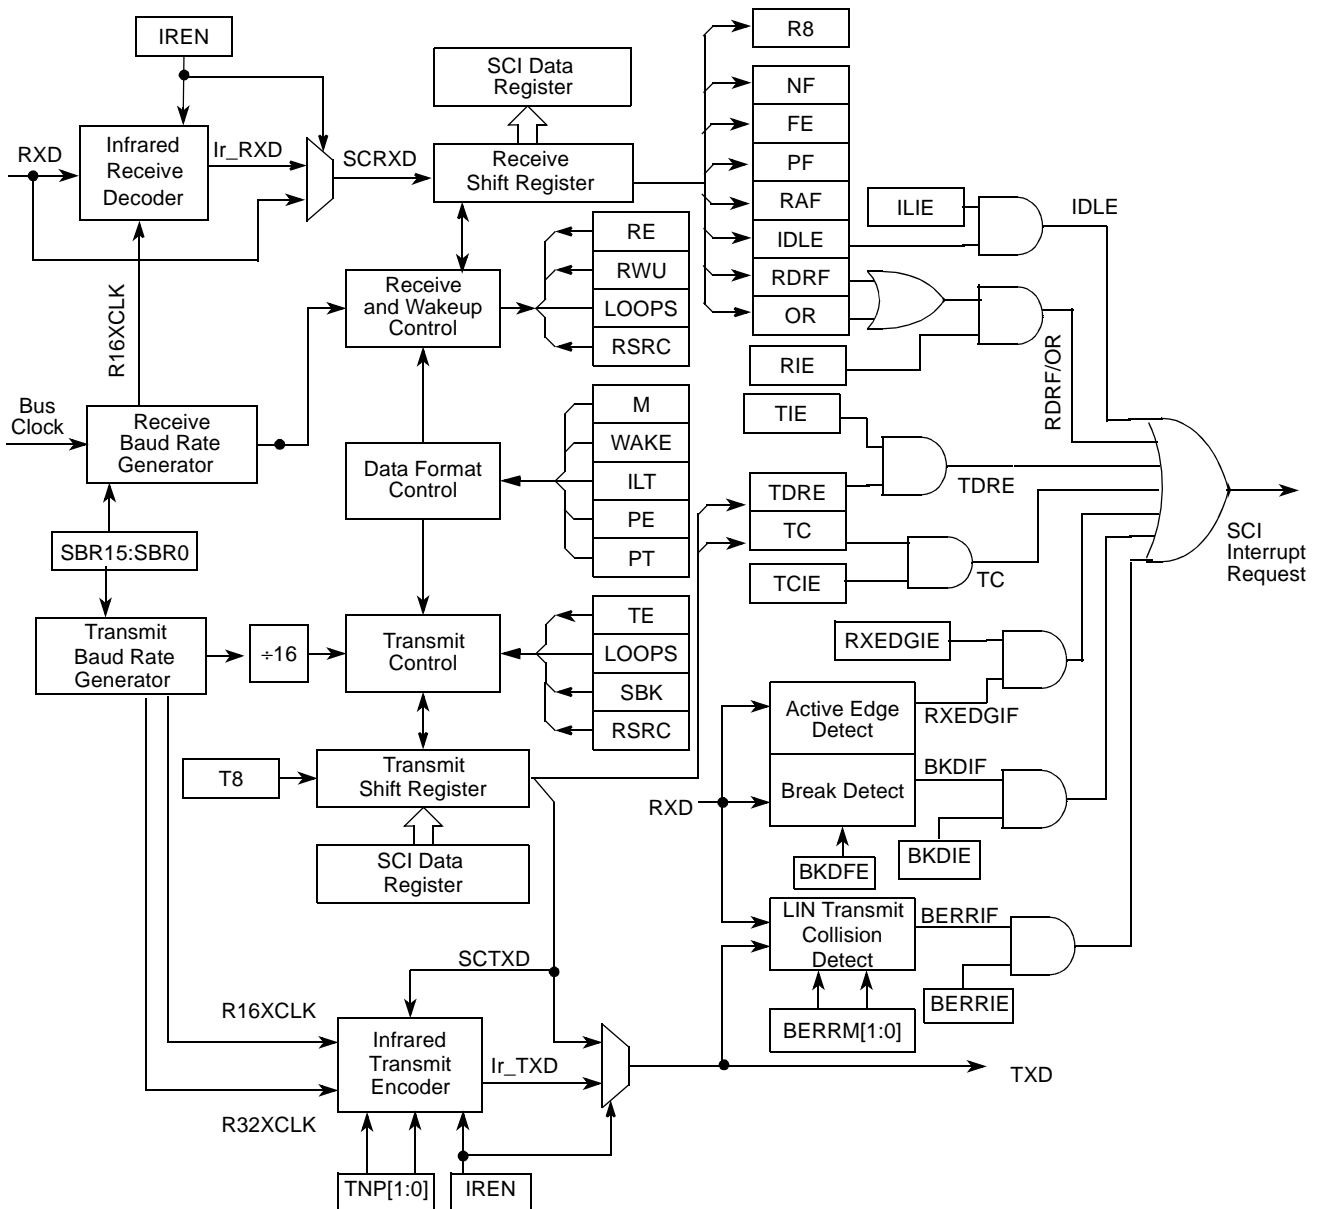 IREN
SCI Data
Register
R8
NF
FE
PF
RAF
IDLE
RDRF
OR
RXD
Infrared
Receive
Decoder
Ir_RXD
SCRXD
Receive
Shift Register
ILIE
IDLE
RE
RWU
LOOPS
RSRC
Receive
and Wakeup
Control
R16XCLK
RIE
RDRF/OR
Bus
Clock
Receive
Baud Rate
Generator
M
WAKE
ILT
PE
PT
Data Format
Control
TIE
TDRE
TC
TDRE
TCIE
TC
SCI
Interrupt
Request
SBR15:SBR0
Transmit
Baud Rate
Generator
÷16
Transmit
Control
TE
LOOPS
SBK
RSRC
RXEDGIE
Active Edge
Detect
RXEDGIF
T8
Transmit
Shift Register
RXD
Break Detect
BKDIF
SCI Data
Register
BKDFE
BKDIE
LIN Transmit
Collision
Detect
BERRIF
SCTXD
BERRIE
BERRM[1:0]
R16XCLK
Infrared
Transmit
Encoder
Ir_TXD
TXD
R32XCLK
TNP[1:0]
IREN